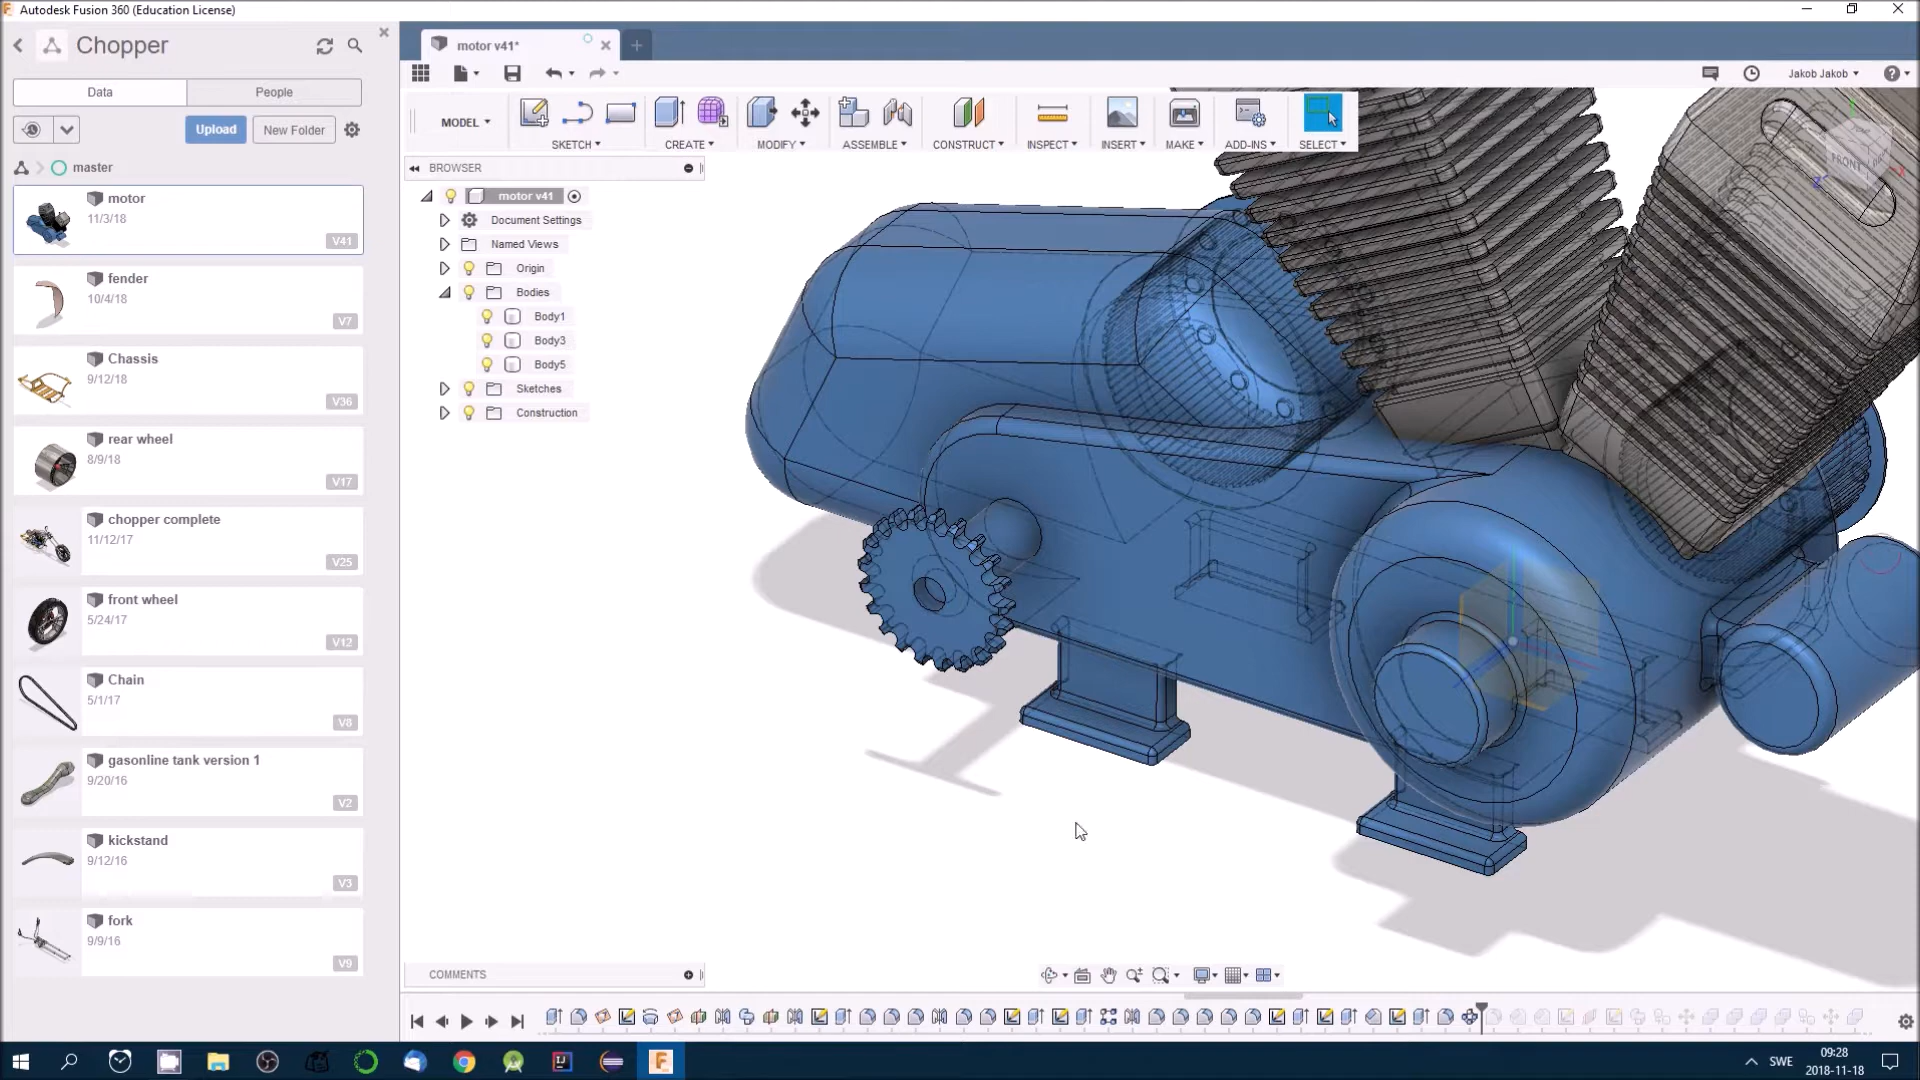 Autodesk Fusion 360 (Education License)
Chopper
Data
People
Upload
New Folder
master
motor
11/3/18
V41
fender
10/4/18
V7
Chassis
9/12/18
V36
rear wheel
8/9/18
V17
chopper complete
11/12/17
V25
front wheel
5/24/17
V12
Chain
5/1/17
V8
gasonline tank version 1
9/20/16
V2
kickstand
9/12/16
V3
fork
9/9/16
V9
motor v41*
Jakob Jakob
MODEL
SKETCH
CREATE
MODIFY
ASSEMBLE
CONSTRUCT
INSPECT
INSERT
MAKE
ADD-INS
SELECT
BROWSER
motor v41
Document Settings
Named Views
Origin
Bodies
Body1
Body3
Body5
Sketches
Construction
FRONT
X
Z
COMMENTS
SWE
09:28
2018-11-18